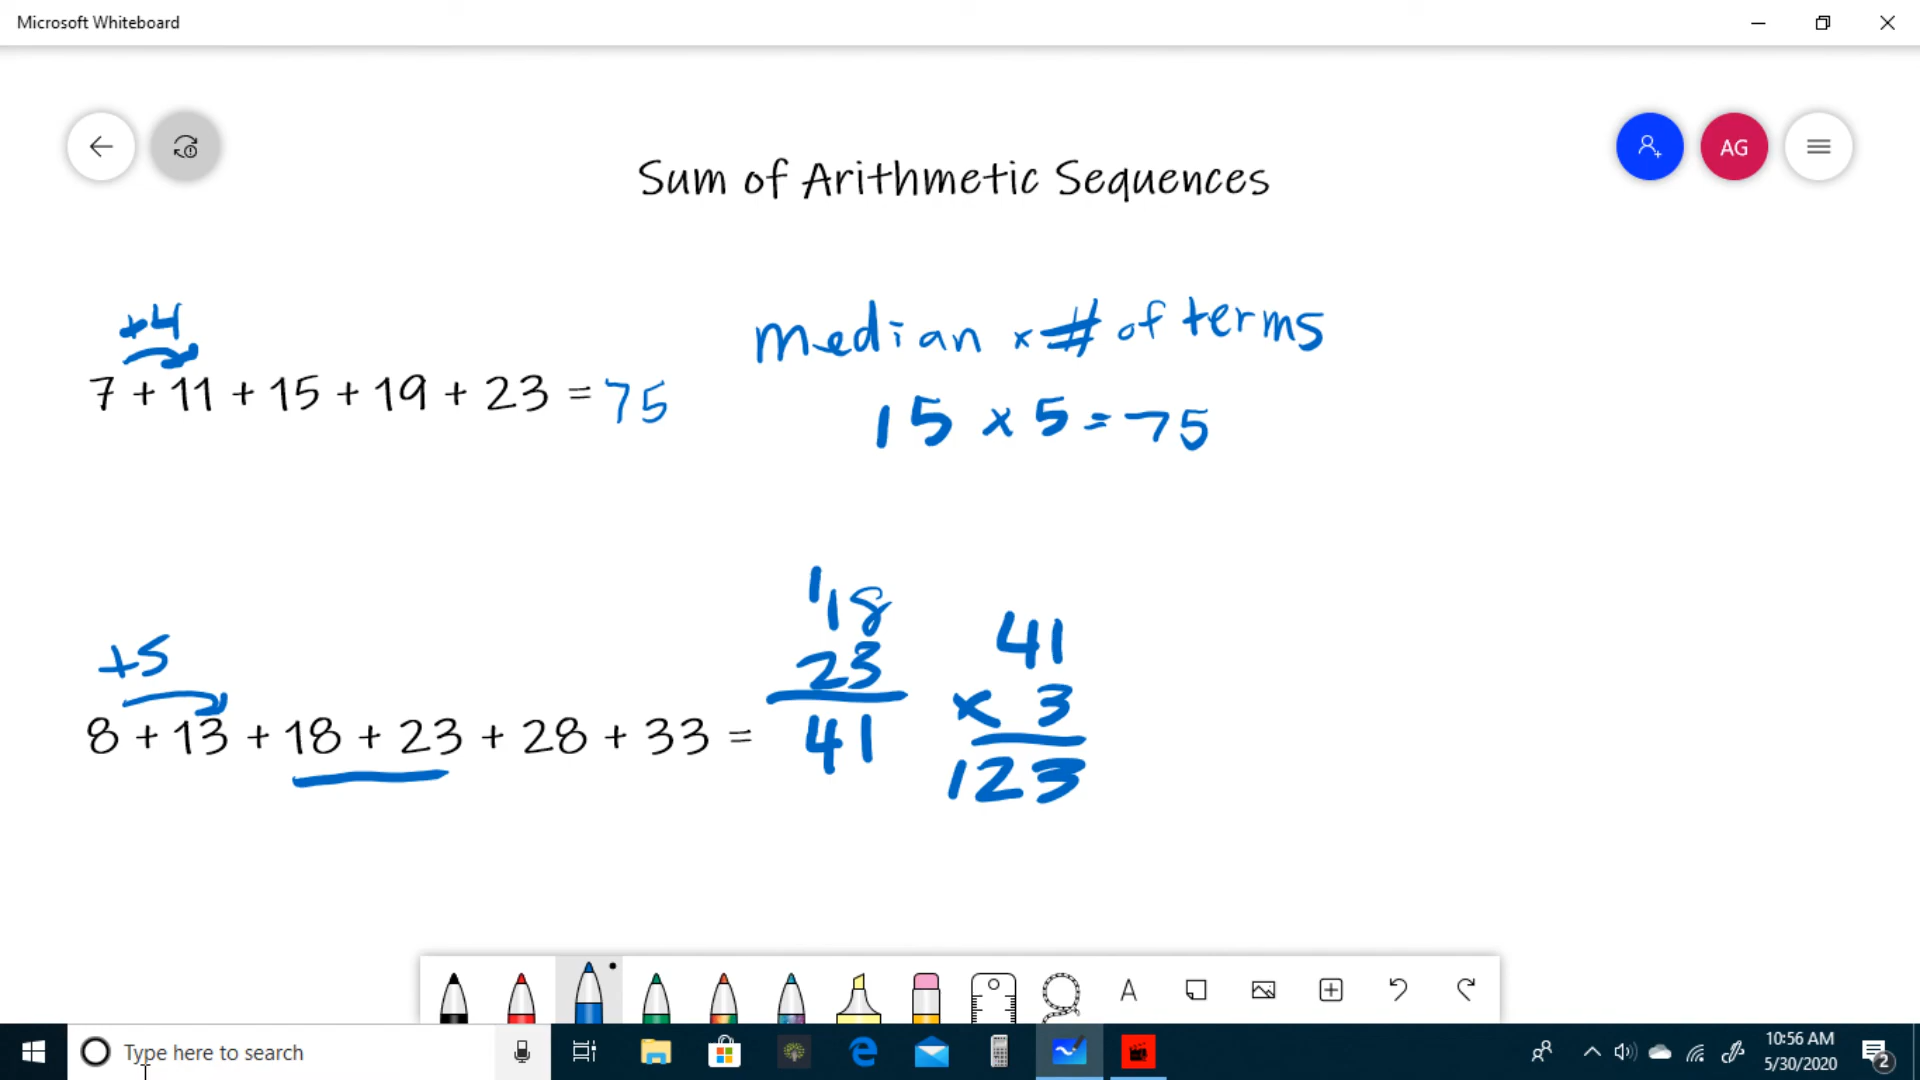 Microsoft Whiteboard
AG
Sum of Arithmetic Sequences
+4
7 + 11 + 15 + 19 + 23 = 75
median × # of terms
15 × 5 = 75
+5
8 + 13 + 18 + 23 + 28 + 33 =
1
18
23
41
41
× 3
123
A
Type here to search
10:56 AM
5/30/2020
2